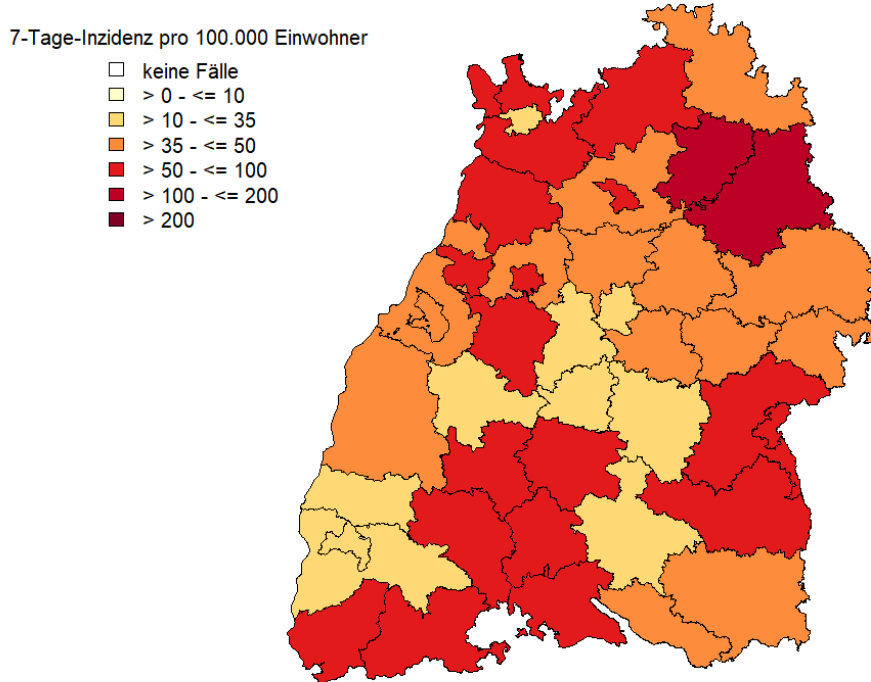 7-Tage-Inzidenz pro 100.000 Einwohner
keine Fälle
> 0 - <= 10
> 10 - <= 35
> 35 - <= 50
> 50 - <= 100
> 100 - <= 200
> 200